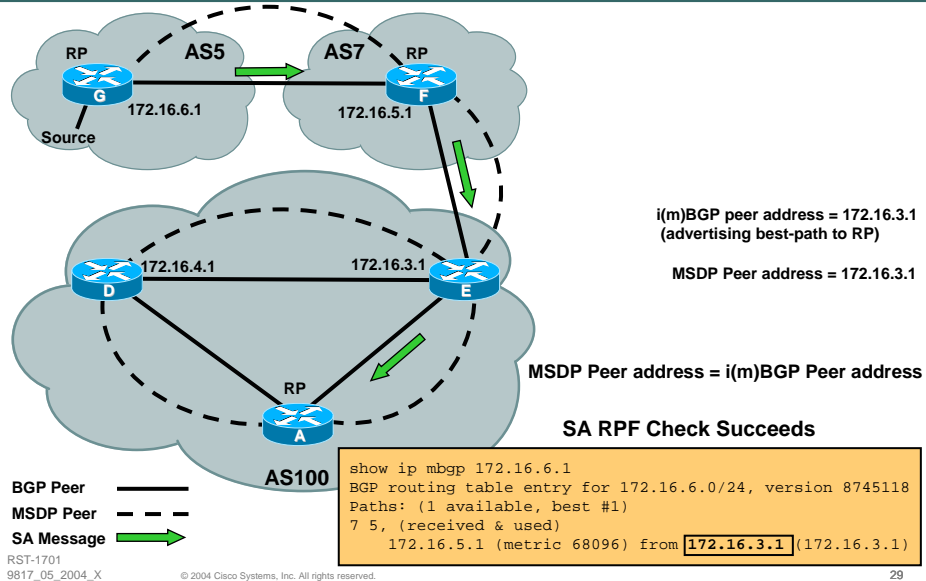 RP
AS5
AS7
RP
G
F
172.16.6.1
172.16.5.1
Source
i(m)BGP peer address = 172.16.3.1
(advertising best-path to RP)
172.16.4.1
172.16.3.1
MSDP Peer address = 172.16.3.1
D
E
MSDP Peer address = i(m)BGP Peer address
RP
A
SA RPF Check Succeeds
AS100
show ip mbgp 172.16.6.1
BGP routing table entry for 172.16.6.0/24, version 8745118
Paths: (1 available, best #1)
7 5, (received & used)
172.16.5.1 (metric 68096) from 172.16.3.1 (172.16.3.1)
BGP Peer
MSDP Peer
SA Message
RST-1701
9817_05_2004_X
© 2004 Cisco Systems, Inc. All rights reserved.
29